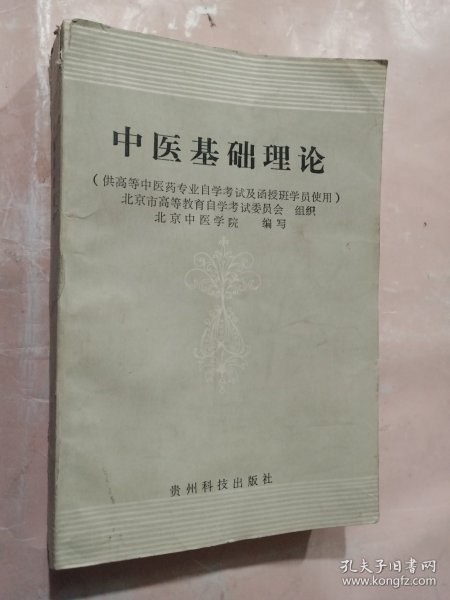 中医基础理论
（供高等中医药专业自学考试及函授班学员使用）
北京市高等教育自学考试委员会 组织
北京中医学院 编写
贵州科技出版社
孔夫子旧书网
www.kongfz.com